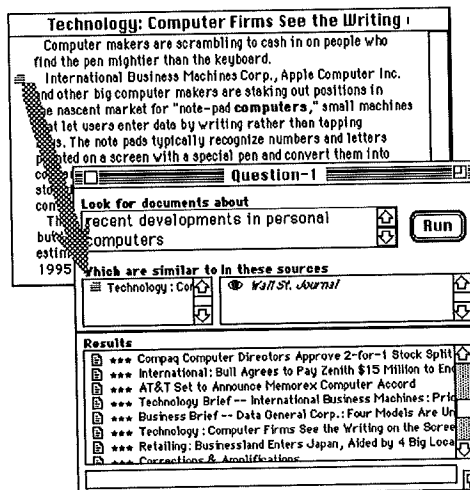 Technology: Computer Firms See the Writing
Computer makers are scrambling to cash in on people who
find the pen mightier than the keyboard.
International Business Machines Corp., Apple Computer Inc.
and other big computer makers are staking out positions in
nascent market for "note-pad computers," small machines
let users enter data by writing rather than tapping
The note pads typically recognize numbers and letters
on a screen with a special pen and convert them into
1995
Question-1
Look for documents about
recent developments in personal
computers
Run
Which are similar to In these sources
Technology: Co
Wall St. Journal
Results
*** Compaq Computer Directors Approve 2-for-1 Stock Split
*** International: Bull Agrees to Pay Zenith $15 Million to En
*** AT&T Set to Announce Memorex Computer Accord
*** Technology Brief -- International Business Machines: Pri
*** Business Brief -- Data General Corp.: Four Models Are Un
*** Technology: Computer Firms See the Writing on the Scree
*** Retailing: Businessland Enters Japan, Aided by 4 Big Loca
*** Corrections & Amplifications